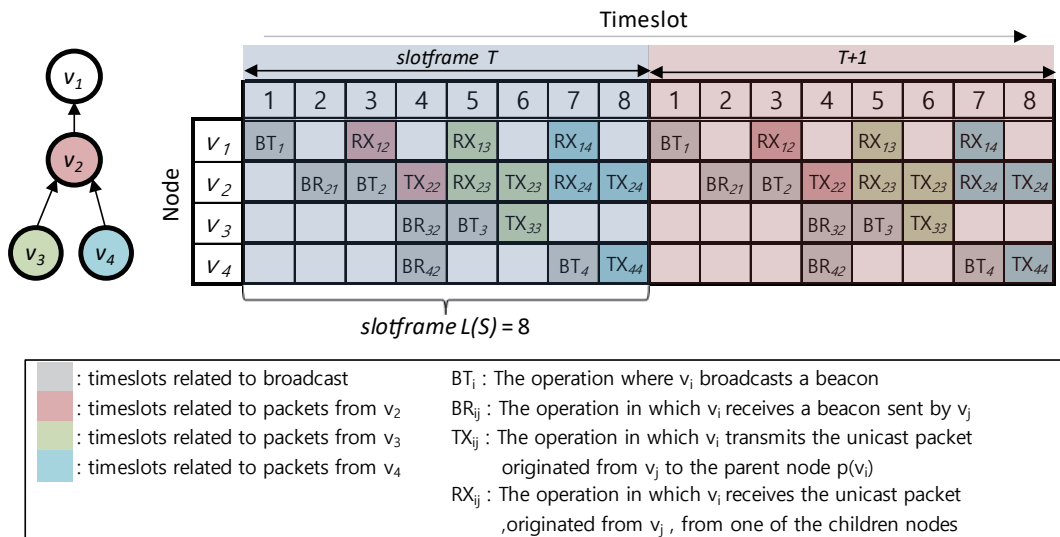 Timeslot
slotframe T T+1
1 2 3 4 5 6 7 8 1 2 3 4 5 6 7 8
v1 BT1 RX12 RX13 RX14 BT1 RX12 RX13 RX14
v2 BR21 BT2 TX22 RX23 TX23 RX24 TX24 BR21 BT2 TX22 RX23 TX23 RX24 TX24
v3 BR32 BT3 TX33 BR32 BT3 TX33
v4 BR42 BT4 TX44 BR42 BT4 TX44
Node
slotframe L(S) = 8
v1
v2
v3 v4
: timeslots related to broadcast
: timeslots related to packets from v2
: timeslots related to packets from v3
: timeslots related to packets from v4
BTi : The operation where vi broadcasts a beacon
BRij : The operation in which vi receives a beacon sent by vj
TXij : The operation in which vi transmits the unicast packet
originated from vj to the parent node p(vi)
RXij : The operation in which vi receives the unicast packet
,originated from vj , from one of the children nodes